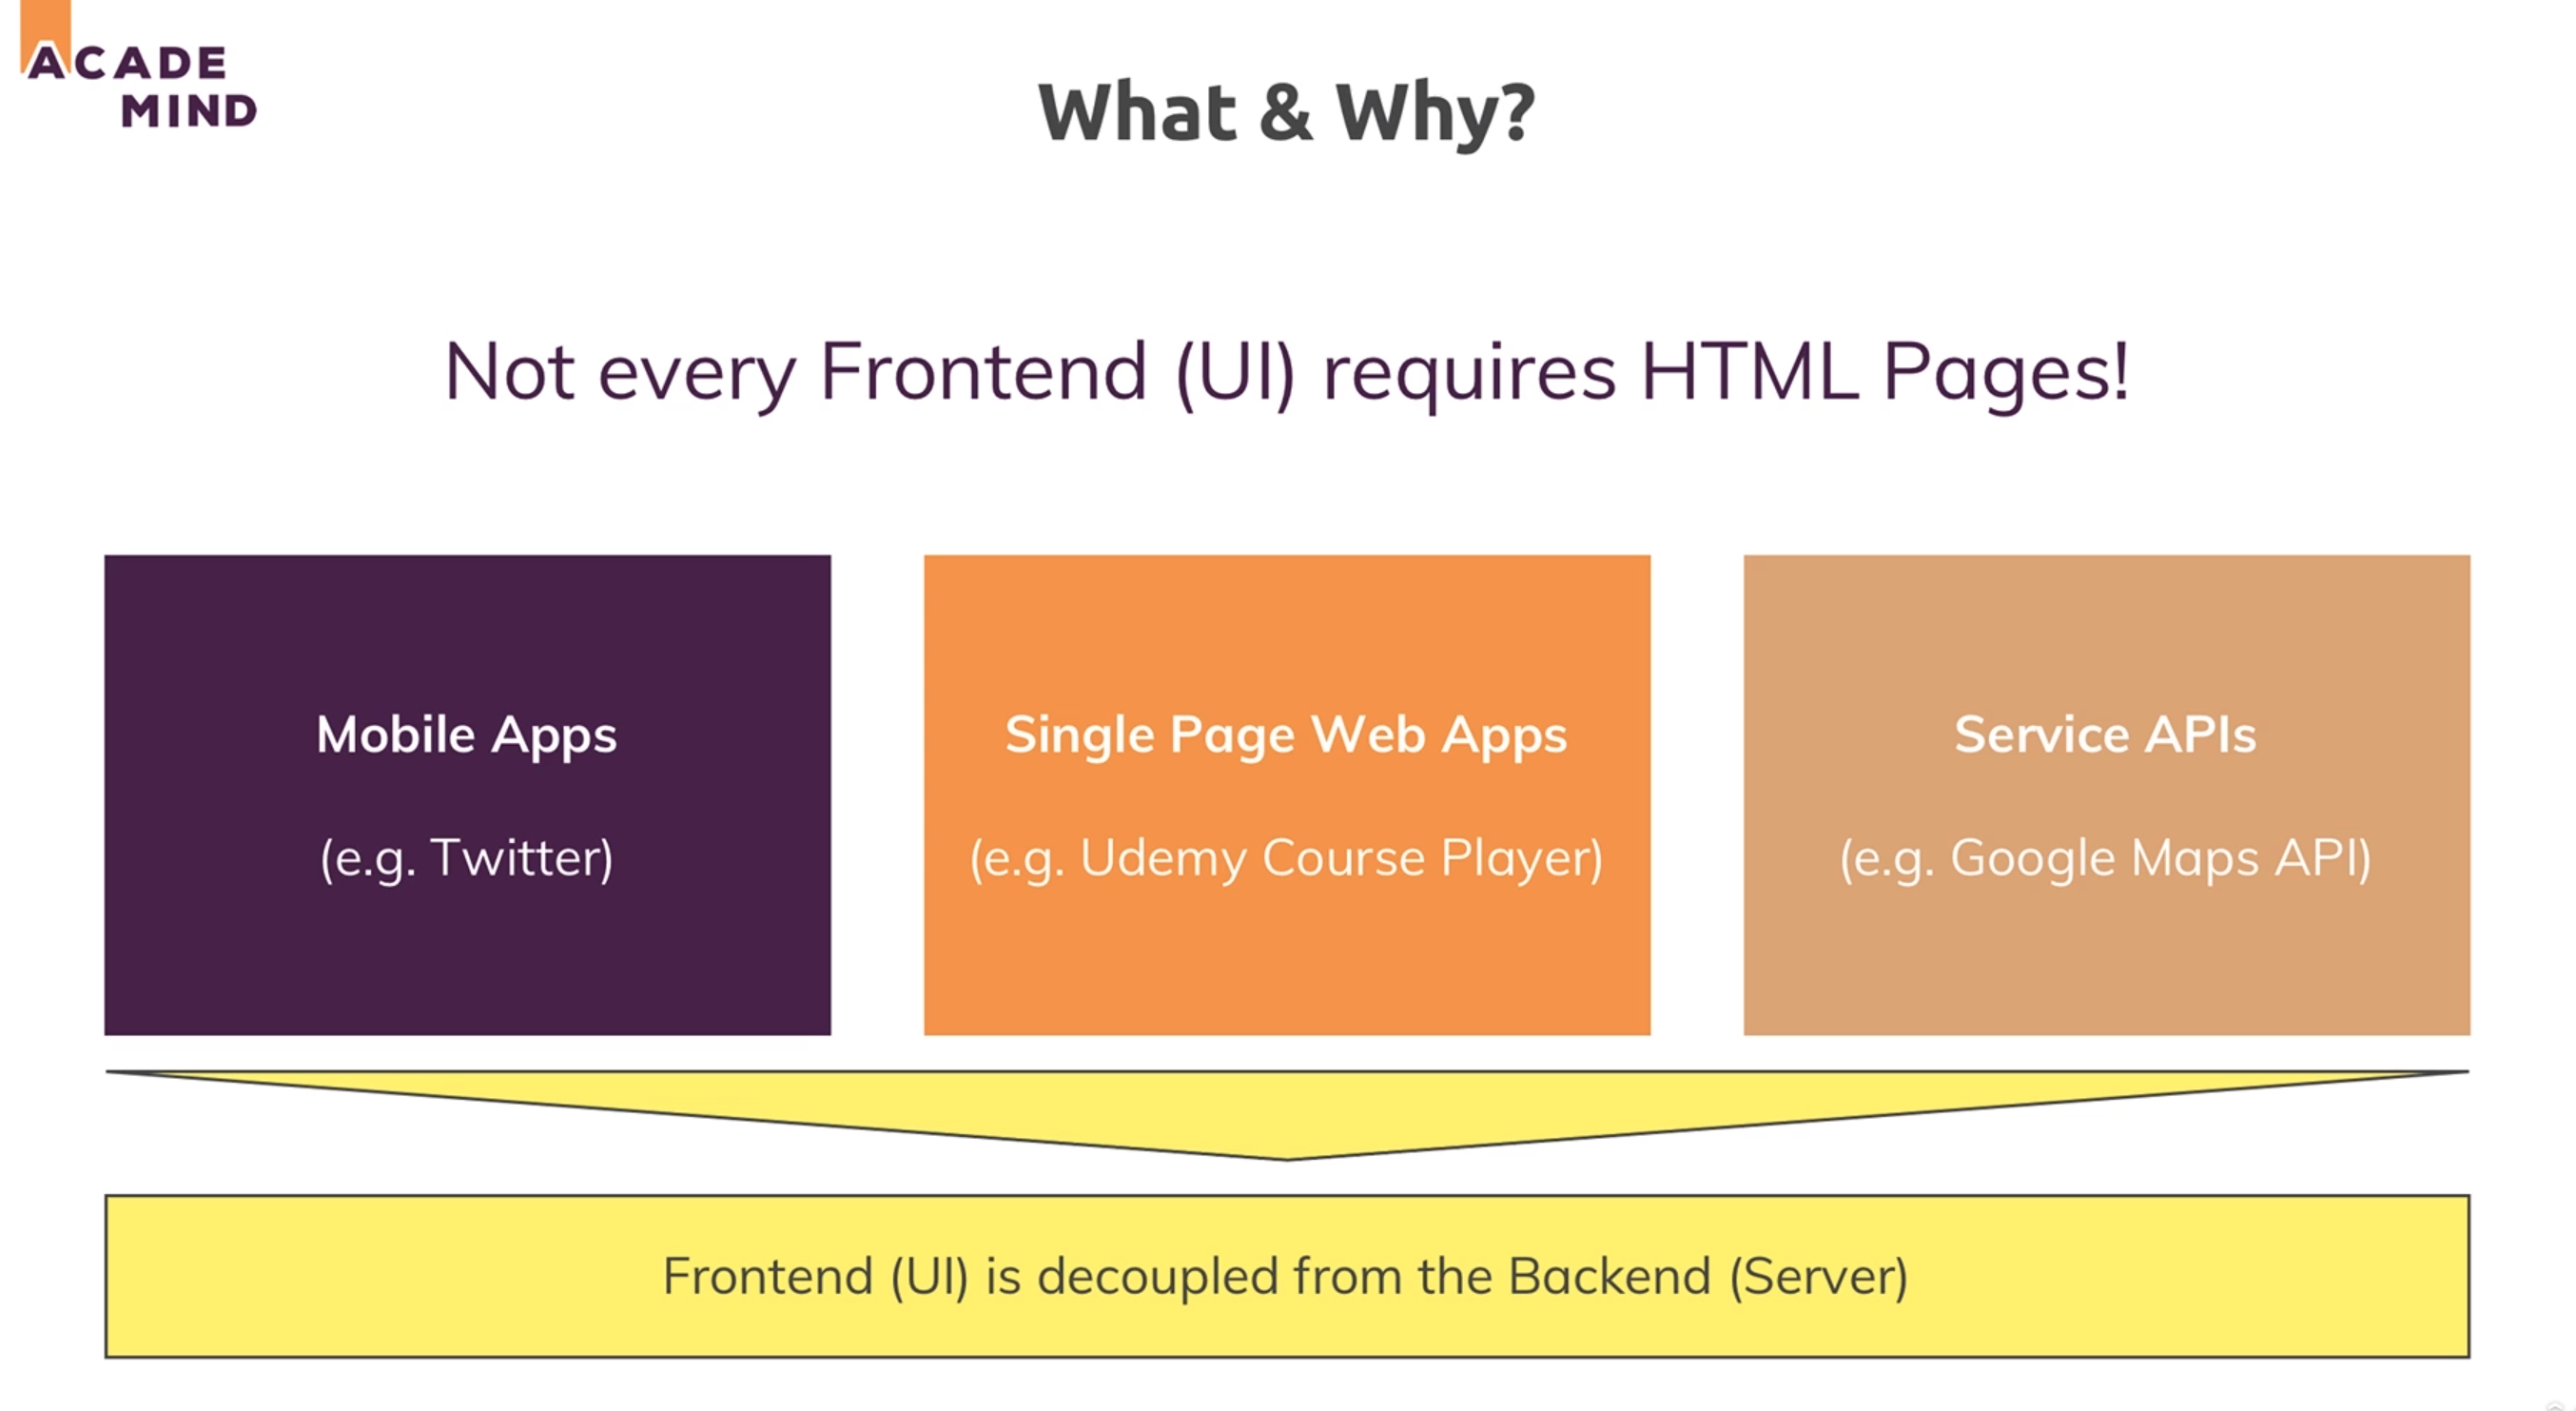 ACADE
MIND
What & Why?
Not every Frontend (UI) requires HTML Pages!
Mobile Apps
(e.g. Twitter)
Single Page Web Apps
(e.g. Udemy Course Player)
Service APIs
(e.g. Google Maps API)
Frontend (UI) is decoupled from the Backend (Server)